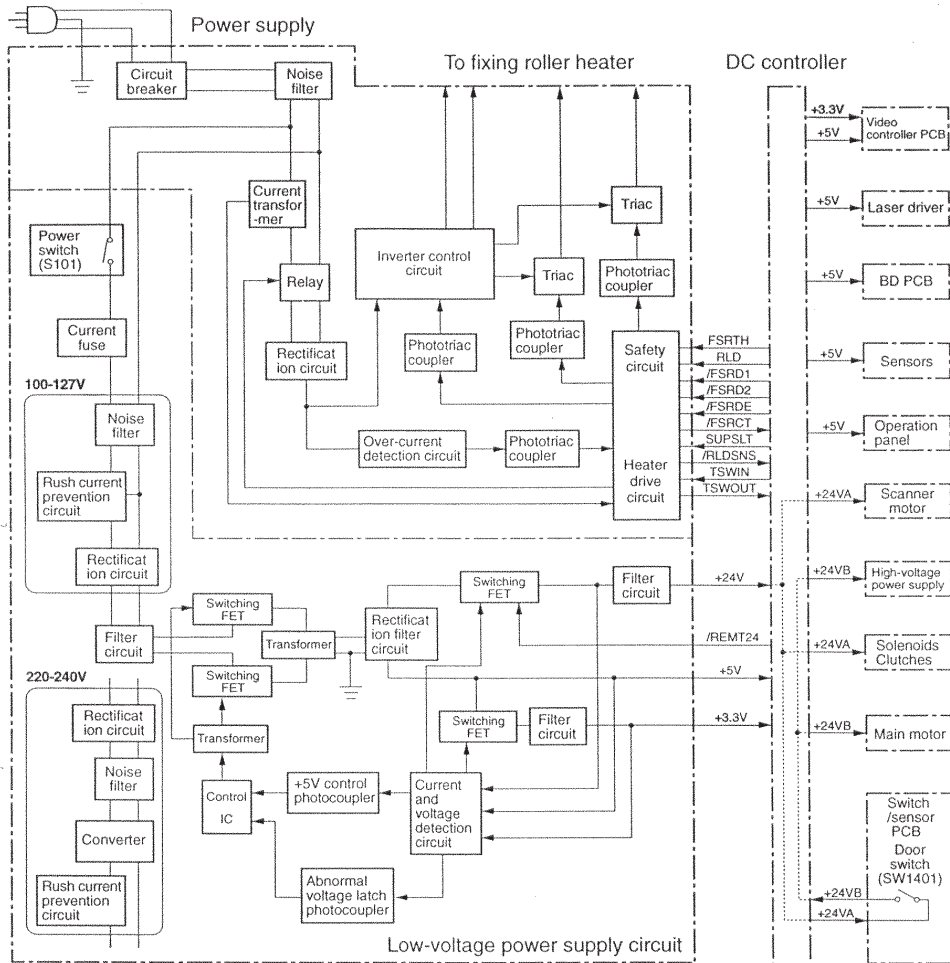 Power supply
To fixing roller heater
DC controller
Circuit
breaker
Noise
filter
+3.3V
+5V
Video
controller PCB
Current
transfor
-mer
Triac
+5V
Laser driver
Power
switch
(S101)
Inverter control
circuit
Relay
Triac
Phototriac
coupler
+5V
BD PCB
Current
fuse
Rectificat
ion circuit
Phototriac
coupler
Phototriac
coupler
Safety
circuit
Heater
drive
circuit
FSRTH
RLD
/FSRD1
/FSRD2
/FSRDE
/FSRCT
SUPSLT
/RLDSNS
TSWIN
TSWOUT
+5V
Sensors
100-127V
Noise
filter
Over-current
detection circuit
Phototriac
coupler
+5V
Operation
panel
Rush current
prevention
circuit
+24VA
Scanner
motor
Rectificat
ion circuit
Switching
FET
Switching
FET
Filter
circuit
+24V
+24VB
High-voltage
power supply
Filter
circuit
Transformer
Rectificat
ion filter
circuit
/REMT24
+24VA
Solenoids
Clutches
Switching
FET
+5V
220-240V
Rectificat
ion circuit
Transformer
Switching
FET
Filter
circuit
+3.3V
+24VB
Main motor
Noise
filter
Control
IC
+5V control
photocoupler
Current
and
voltage
detection
circuit
Switch
/sensor
PCB
Door
switch
(SW1401)
Converter
Rush current
prevention
circuit
Abnormal
voltage latch
photocoupler
+24VB
+24VA
Low-voltage power supply circuit